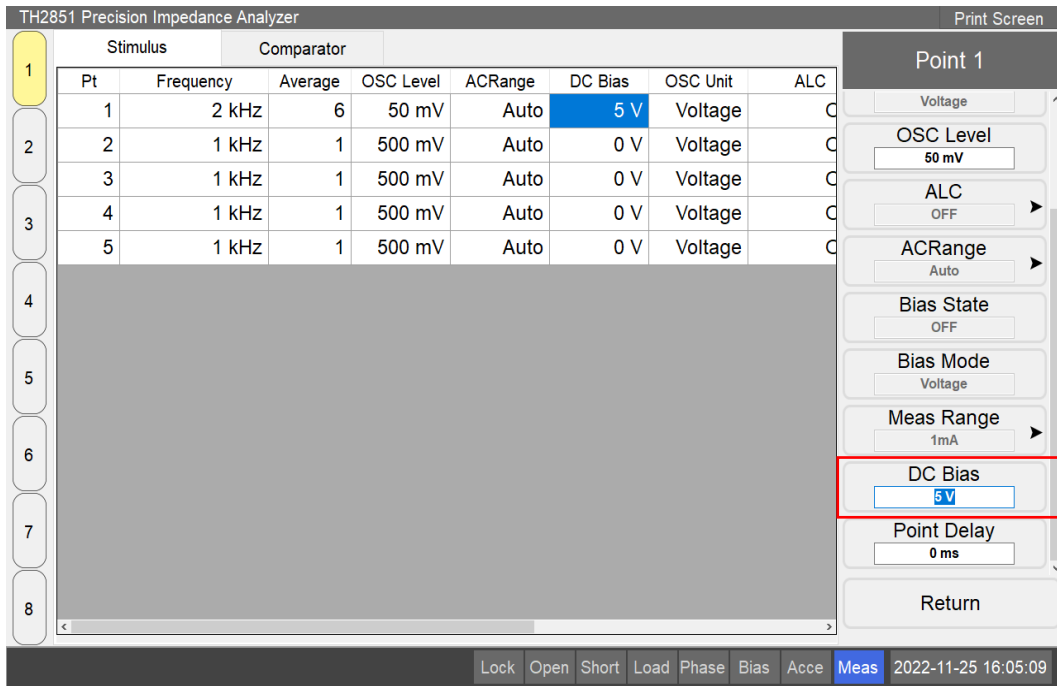 TH2851 Precision Impedance Analyzer Print Screen
1
2
3
4
5
6
7
8
Stimulus Comparator
Pt Frequency Average OSC Level ACRange DC Bias OSC Unit ALC
1 2 kHz 6 50 mV Auto 5 V Voltage
2 1 kHz 1 500 mV Auto 0 V Voltage
3 1 kHz 1 500 mV Auto 0 V Voltage
4 1 kHz 1 500 mV Auto 0 V Voltage
5 1 kHz 1 500 mV Auto 0 V Voltage
Point 1
Voltage
OSC Level
50 mV
ALC
OFF
ACRange
Auto
Bias State
OFF
Bias Mode
Voltage
Meas Range
1mA
DC Bias
5 V
Point Delay
0 ms
Return
Lock Open Short Load Phase Bias Acce Meas 2022-11-25 16:05:09